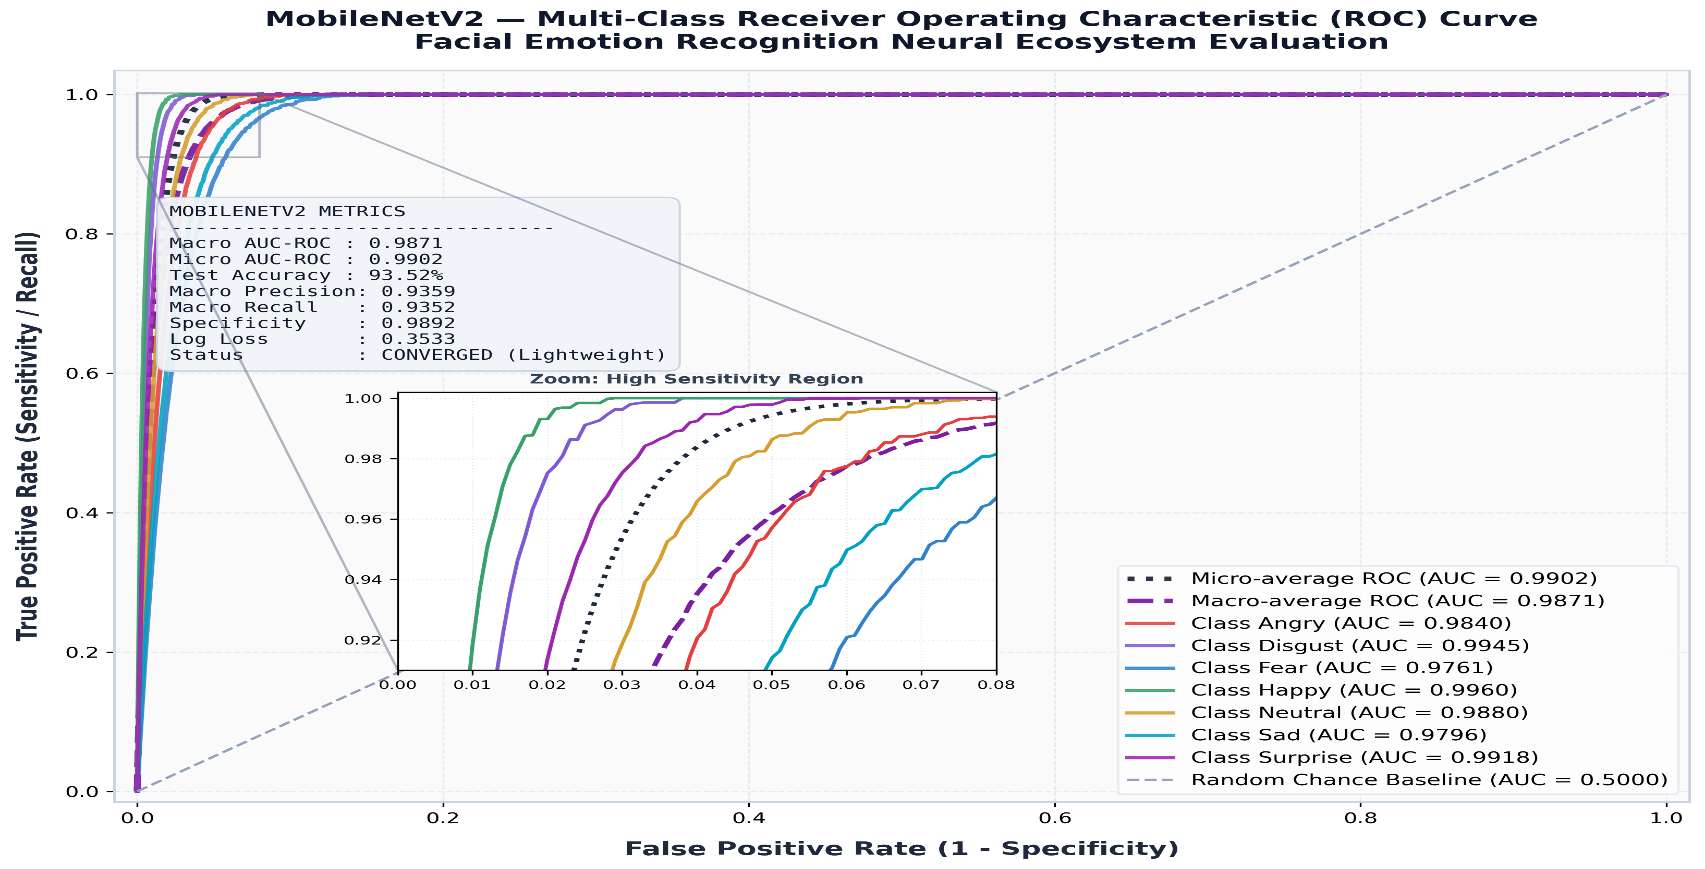 MobileNetV2 — Multi-Class Receiver Operating Characteristic (ROC) Curve
Facial Emotion Recognition Neural Ecosystem Evaluation
True Positive Rate (Sensitivity / Recall)
1.0
0.8
0.6
0.4
0.2
0.0
MOBILENETV2 METRICS
-------------------------------
Macro AUC-ROC : 0.9871
Micro AUC-ROC : 0.9902
Test Accuracy : 93.52%
Macro Precision: 0.9359
Macro Recall   : 0.9352
Specificity    : 0.9892
Log Loss       : 0.3533
Status         : CONVERGED (Lightweight)
Zoom: High Sensitivity Region
1.00
0.98
0.96
0.94
0.92
0.00 0.01 0.02 0.03 0.04 0.05 0.06 0.07 0.08
Micro-average ROC (AUC = 0.9902)
Macro-average ROC (AUC = 0.9871)
Class Angry (AUC = 0.9840)
Class Disgust (AUC = 0.9945)
Class Fear (AUC = 0.9761)
Class Happy (AUC = 0.9960)
Class Neutral (AUC = 0.9880)
Class Sad (AUC = 0.9796)
Class Surprise (AUC = 0.9918)
Random Chance Baseline (AUC = 0.5000)
0.0 0.2 0.4 0.6 0.8 1.0
False Positive Rate (1 - Specificity)